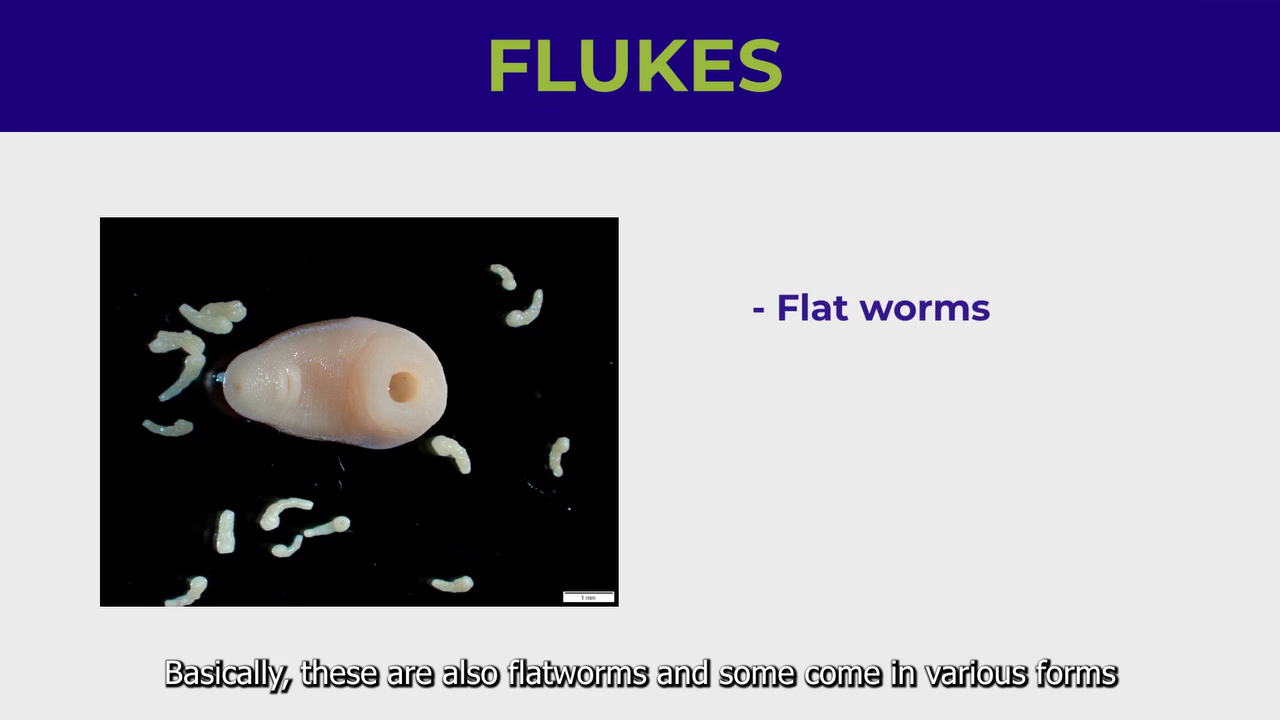 FLUKES
- Flat worms
1 mm
Basically, these are also flatworms and some come in various forms